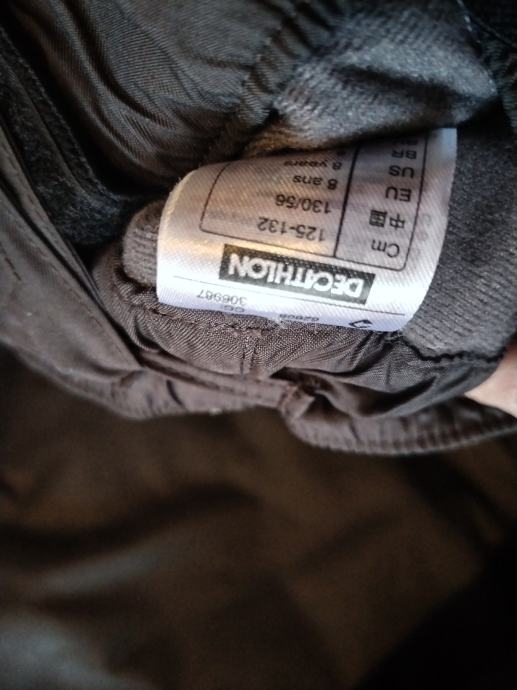 306987
DECATHLON
Cm 125-132
中国 130/56
EU 8 ans
US 8 years
BR